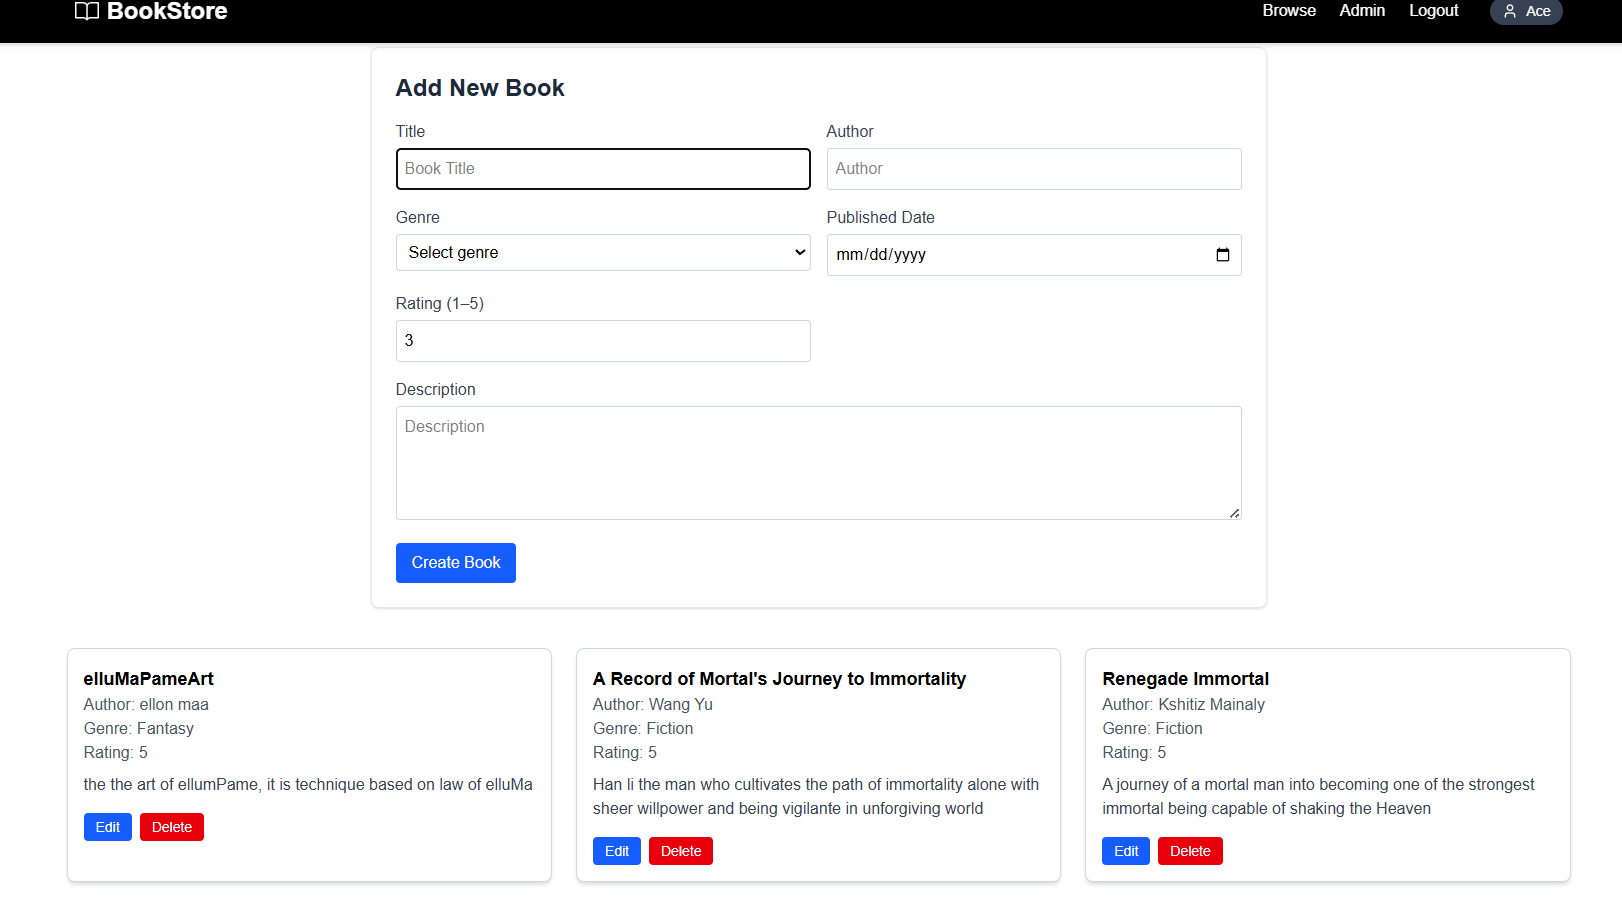 BookStore
Browse Admin Logout Ace
Add New Book
Title Author
Book Title Author
Genre Published Date
Select genre mm/dd/yyyy
Rating (1–5)
3
Description
Description
Create Book
elluMaPameArt
Author: ellon maa
Genre: Fantasy
Rating: 5
the the art of ellumPame, it is technique based on law of elluMa
Edit Delete
A Record of Mortal's Journey to Immortality
Author: Wang Yu
Genre: Fiction
Rating: 5
Han li the man who cultivates the path of immortality alone with
sheer willpower and being vigilante in unforgiving world
Edit Delete
Renegade Immortal
Author: Kshitiz Mainaly
Genre: Fiction
Rating: 5
A journey of a mortal man into becoming one of the strongest
immortal being capable of shaking the Heaven
Edit Delete